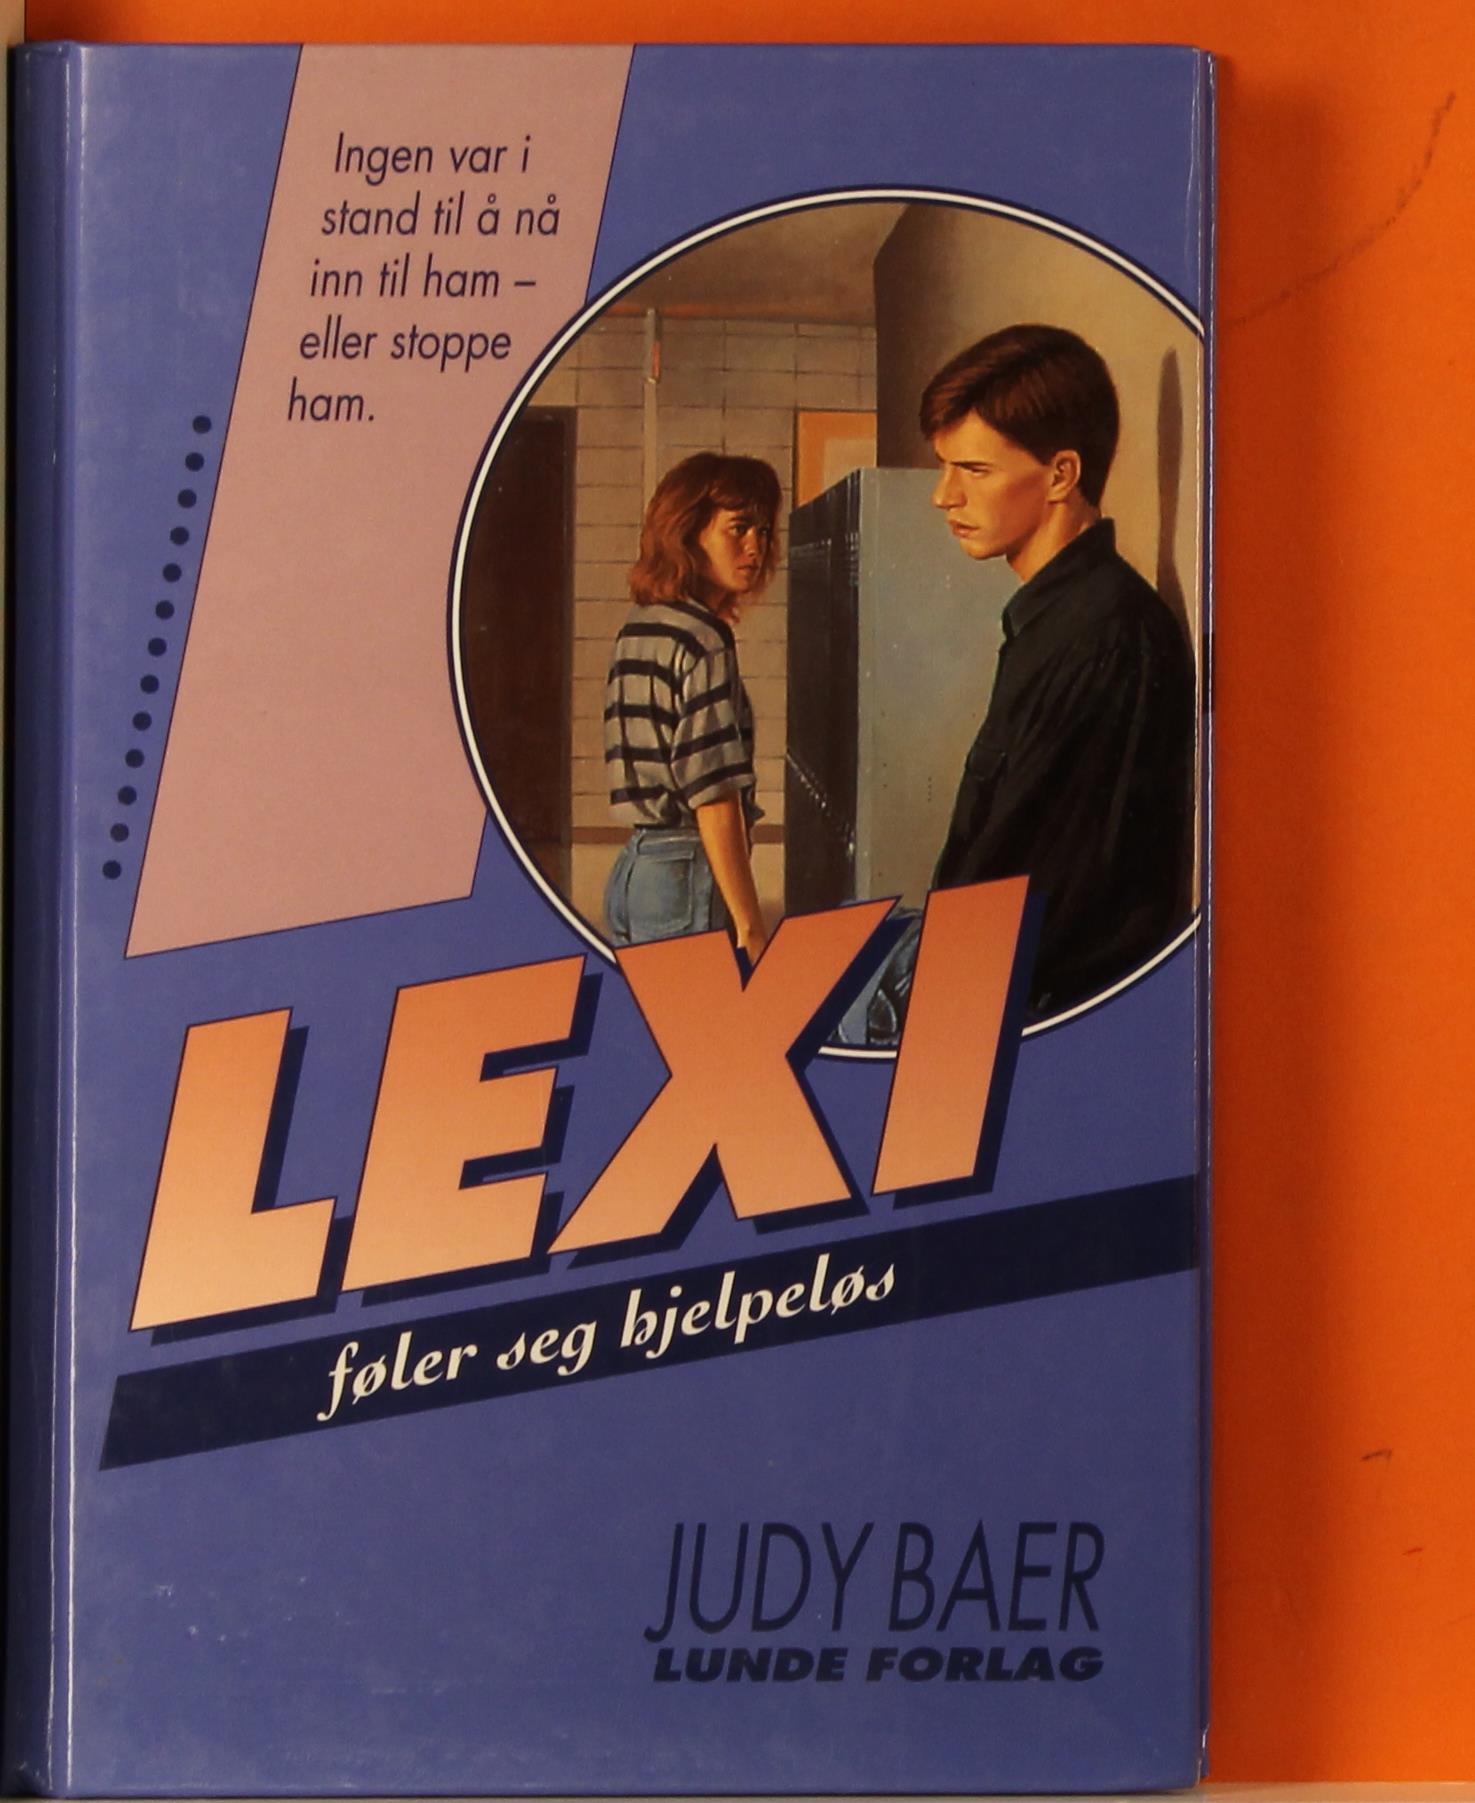 Ingen var i
stand til å nå
inn til ham –
eller stoppe
ham.
LEXI
føler seg hjelpeløs
JUDY BAER
LUNDE FORLAG